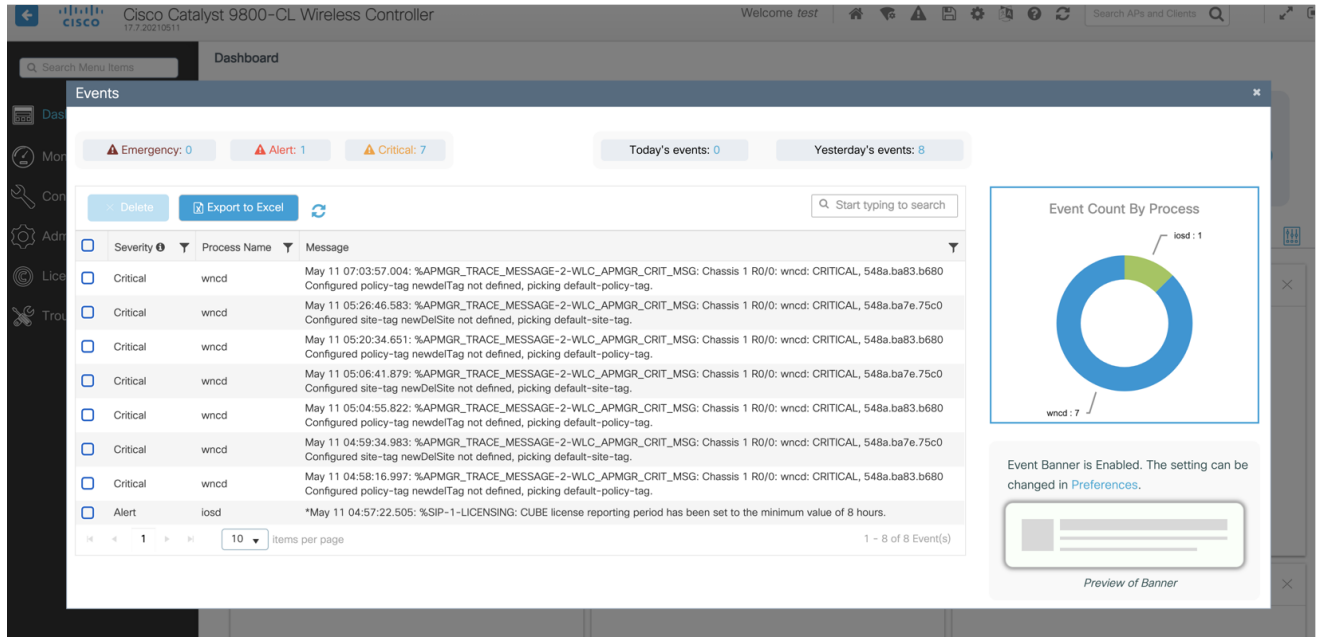 CISCO
Cisco Catalyst 9800-CL Wireless Controller
17.7.20210511
Welcome test
Search APs and Clients
Search Menu Items
Dashboard
Das
Mon
Con
Adm
Lice
Trou
Events
Emergency: 0
Alert: 1
Critical: 7
Today's events: 0
Yesterday's events: 8
Delete
Export to Excel
Start typing to search
Severity
Process Name
Message
Critical
wncd
May 11 07:03:57.004: %APMGR_TRACE_MESSAGE-2-WLC_APMGR_CRIT_MSG: Chassis 1 R0/0: wncd: CRITICAL, 548a.ba83.b680
Configured policy-tag newdelTag not defined, picking default-policy-tag.
Critical
wncd
May 11 05:26:46.583: %APMGR_TRACE_MESSAGE-2-WLC_APMGR_CRIT_MSG: Chassis 1 R0/0: wncd: CRITICAL, 548a.ba7e.75c0
Configured site-tag newDelSite not defined, picking default-site-tag.
Critical
wncd
May 11 05:20:34.651: %APMGR_TRACE_MESSAGE-2-WLC_APMGR_CRIT_MSG: Chassis 1 R0/0: wncd: CRITICAL, 548a.ba83.b680
Configured policy-tag newdelTag not defined, picking default-policy-tag.
Critical
wncd
May 11 05:06:41.879: %APMGR_TRACE_MESSAGE-2-WLC_APMGR_CRIT_MSG: Chassis 1 R0/0: wncd: CRITICAL, 548a.ba7e.75c0
Configured site-tag newDelSite not defined, picking default-site-tag.
Critical
wncd
May 11 05:04:55.822: %APMGR_TRACE_MESSAGE-2-WLC_APMGR_CRIT_MSG: Chassis 1 R0/0: wncd: CRITICAL, 548a.ba83.b680
Configured policy-tag newdelTag not defined, picking default-policy-tag.
Critical
wncd
May 11 04:59:34.983: %APMGR_TRACE_MESSAGE-2-WLC_APMGR_CRIT_MSG: Chassis 1 R0/0: wncd: CRITICAL, 548a.ba7e.75c0
Configured site-tag newDelSite not defined, picking default-site-tag.
Critical
wncd
May 11 04:58:16.997: %APMGR_TRACE_MESSAGE-2-WLC_APMGR_CRIT_MSG: Chassis 1 R0/0: wncd: CRITICAL, 548a.ba83.b680
Configured policy-tag newdelTag not defined, picking default-policy-tag.
Alert
iosd
*May 11 04:57:22.505: %SIP-1-LICENSING: CUBE license reporting period has been set to the minimum value of 8 hours.
1
10
items per page
1 - 8 of 8 Event(s)
Event Count By Process
iosd : 1
wncd : 7
Event Banner is Enabled. The setting can be
changed in Preferences.
Preview of Banner